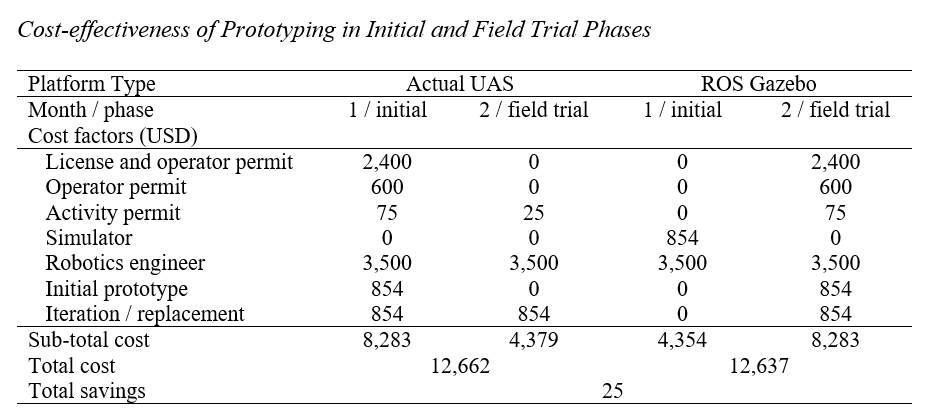 Cost-effectiveness of Prototyping in Initial and Field Trial Phases
Platform Type Actual UAS ROS Gazebo
Month / phase 1 / initial 2 / field trial 1 / initial 2 / field trial
Cost factors (USD)
License and operator permit 2,400 0 0 2,400
Operator permit 600 0 0 600
Activity permit 75 25 0 75
Simulator 0 0 854 0
Robotics engineer 3,500 3,500 3,500 3,500
Initial prototype 854 0 0 854
Iteration / replacement 854 854 0 854
Sub-total cost 8,283 4,379 4,354 8,283
Total cost 12,662 12,637
Total savings 25